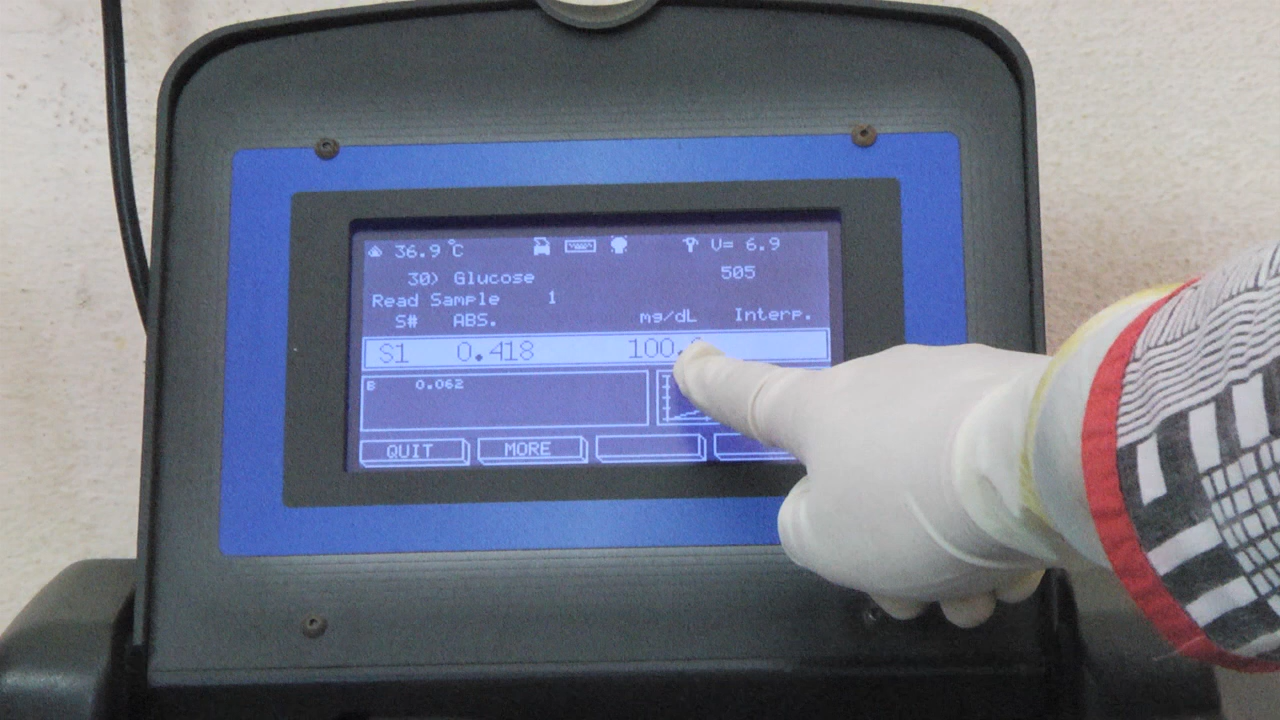 36.9 °C U= 6.9
30) Glucose 505
Read Sample 1
S# ABS. mg/dL Interp.
S1 0.418 100.
B 0.062
QUIT MORE